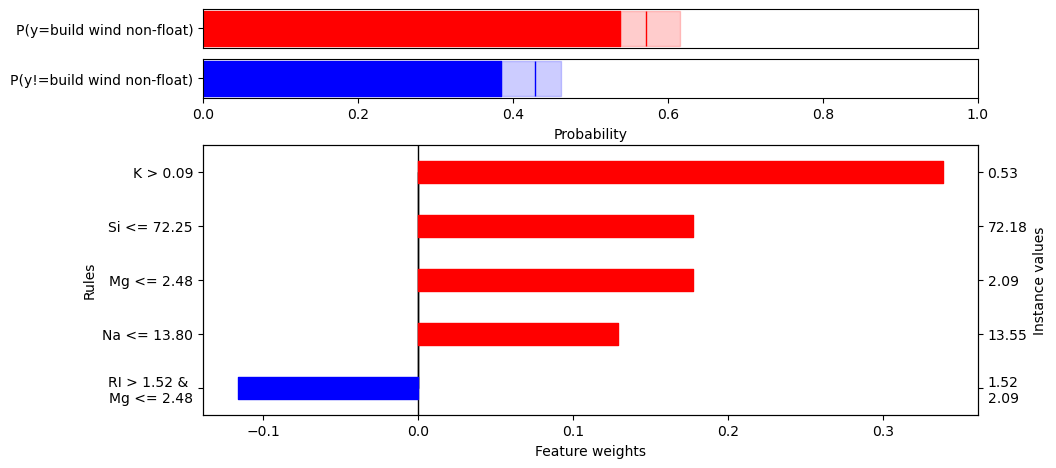 P(y=build wind non-float)
P(y!=build wind non-float)
0.0 0.2 0.4 0.6 0.8 1.0
Probability
K > 0.09 0.53
Si <= 72.25 72.18
Mg <= 2.48 2.09
Na <= 13.80 13.55
RI > 1.52 & 1.52
Mg <= 2.48 2.09
Rules
Instance values
−0.1 0.0 0.1 0.2 0.3
Feature weights